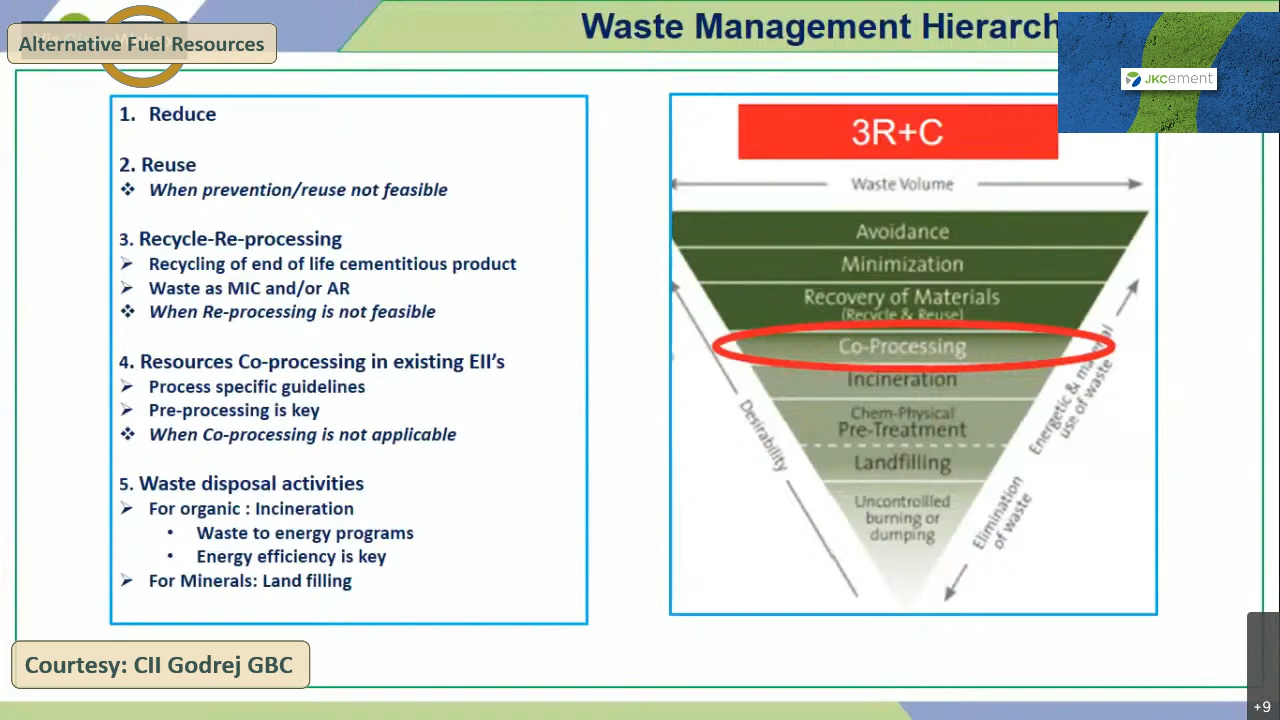 Waste Management Hierarch
Alternative Fuel Resources
JKCement
1. Reduce
2. Reuse
❖ When prevention/reuse not feasible
3. Recycle-Re-processing
➢ Recycling of end of life cementitious product
➢ Waste as MIC and/or AR
❖ When Re-processing is not feasible
4. Resources Co-processing in existing EII's
➢ Process specific guidelines
➢ Pre-processing is key
❖ When Co-processing is not applicable
5. Waste disposal activities
➢ For organic : Incineration
• Waste to energy programs
• Energy efficiency is key
➢ For Minerals: Land filling
3R+C
Waste Volume
Avoidance
Minimization
Recovery of Materials
(Recycle & Reuse)
Co-Processing
Incineration
Chem-Physical
Pre-Treatment
Landfilling
Uncontrollled
burning or
dumping
Desirability
Energetic & material
use of waste
Elimination
of waste
Courtesy: CII Godrej GBC
+9